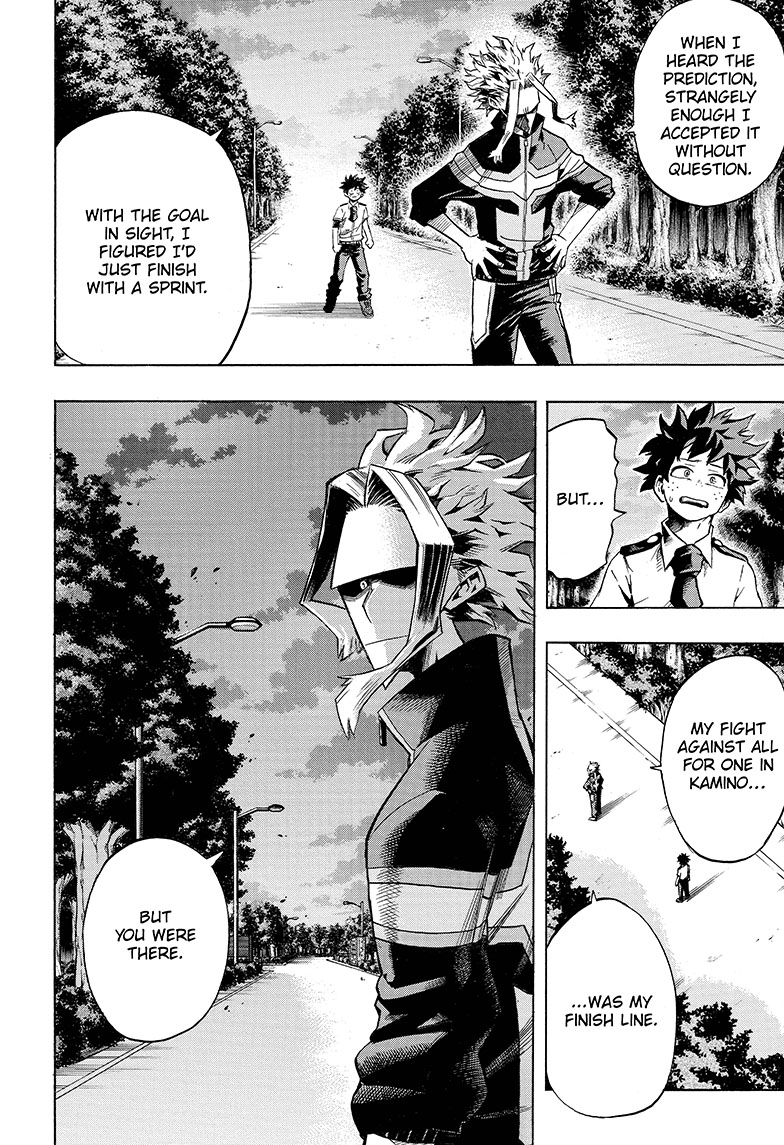 WHEN I
HEARD THE
PREDICTION,
STRANGELY
ENOUGH I
ACCEPTED IT
WITHOUT
QUESTION.
WITH THE GOAL
IN SIGHT, I
FIGURED I'D
JUST FINISH
WITH A SPRINT.
BUT...
MY FIGHT
AGAINST ALL
FOR ONE IN
KAMINO...
...WAS MY
FINISH LINE.
BUT
YOU WERE
THERE.